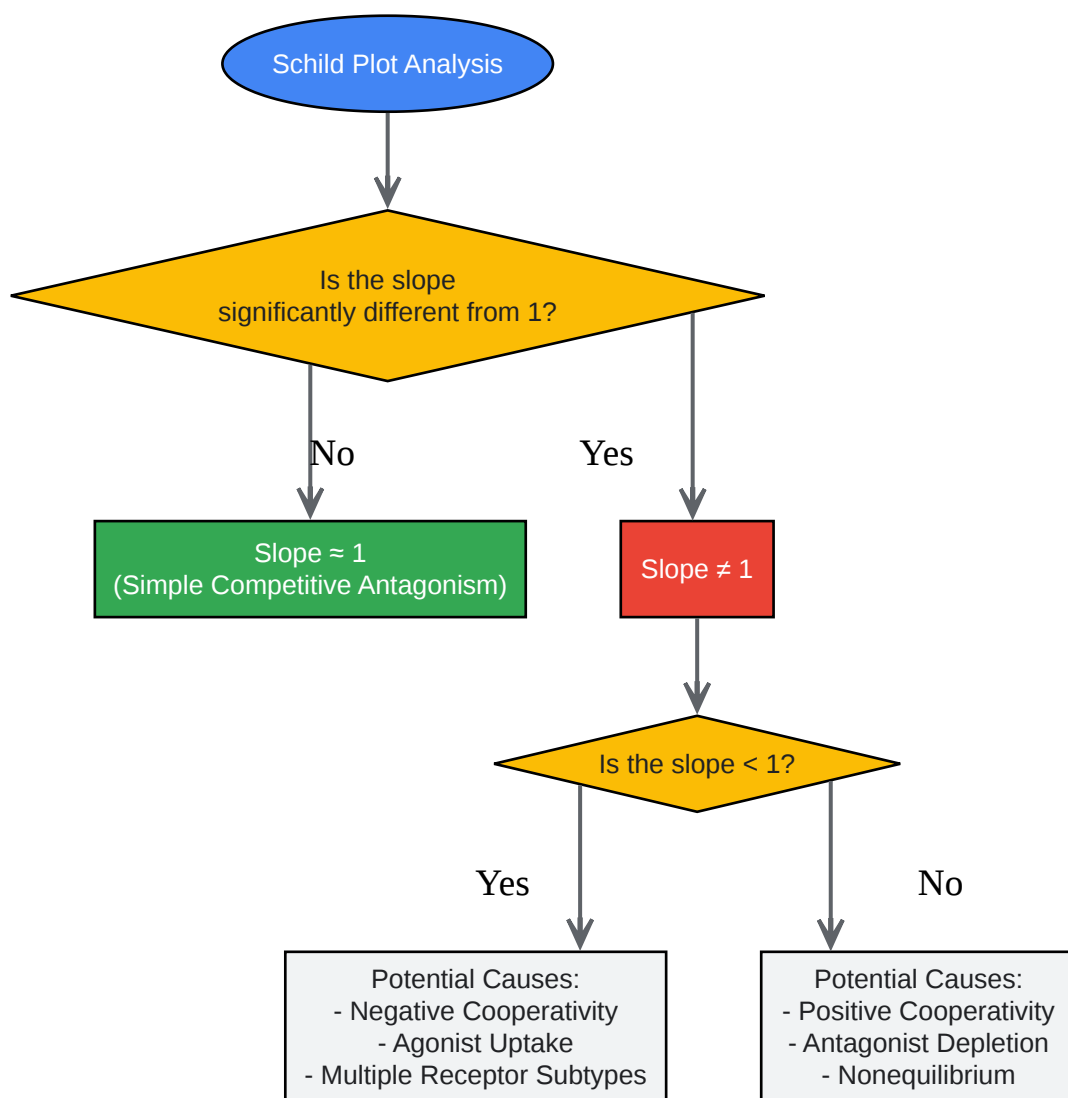 Schild Plot Analysis
Is the slope
significantly different from 1?
No
Yes
Slope ≈ 1
(Simple Competitive Antagonism)
Slope ≠ 1
Is the slope < 1?
Yes
No
Potential Causes:
- Negative Cooperativity
- Agonist Uptake
- Multiple Receptor Subtypes
Potential Causes:
- Positive Cooperativity
- Antagonist Depletion
- Nonequilibrium